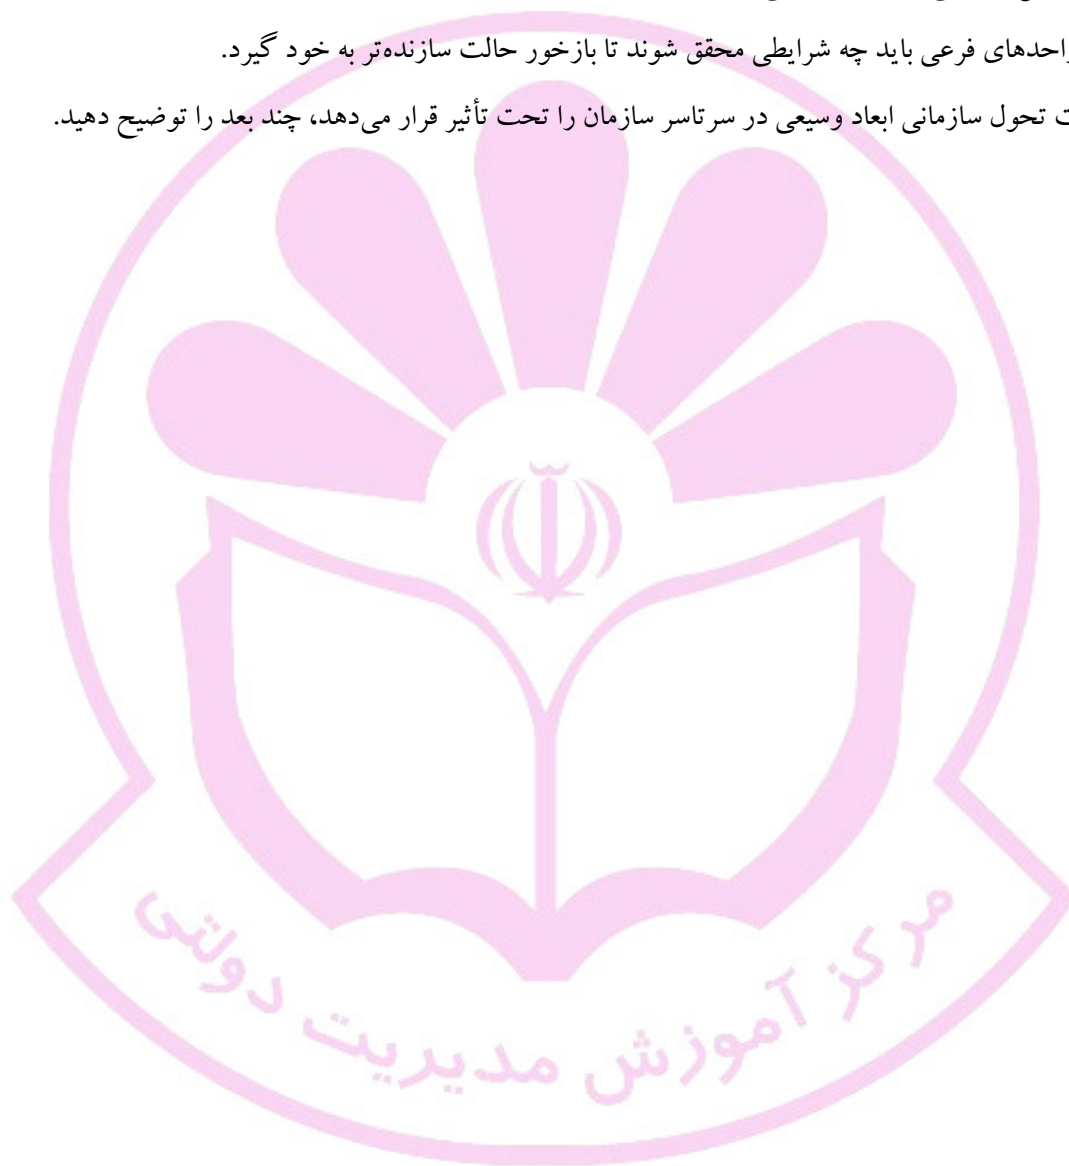 احدهای فرعی باید چه شرایطی محقق شوند تا بازخور حالت سازنده‌تر به خود گیرد.
ت تحول سازمانی ابعاد وسیعی در سرتاسر سازمان را تحت تأثیر قرار می‌دهد، چند بعد را توضیح دهید.
مرکز آموزش مدیریت دولتی